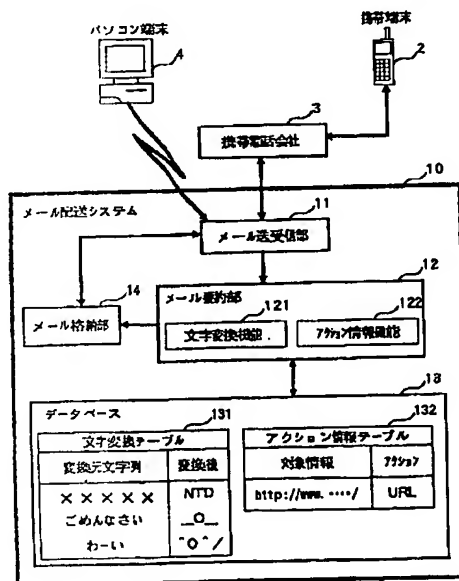 パソコン端末
4
携帯端末
2
3
携帯電話会社
10
メール配送システム
11
メール送受信部
12
メール要約部
14
メール格納部
121
文字変換機能
122
アクション情報機能
13
データベース
131
文字変換テーブル
変換元文字列 変換後
××××× NTD
ごめんなさい _O_
わーい ^O^/
132
アクション情報テーブル
対象情報 アクション
http://www.····/ URL